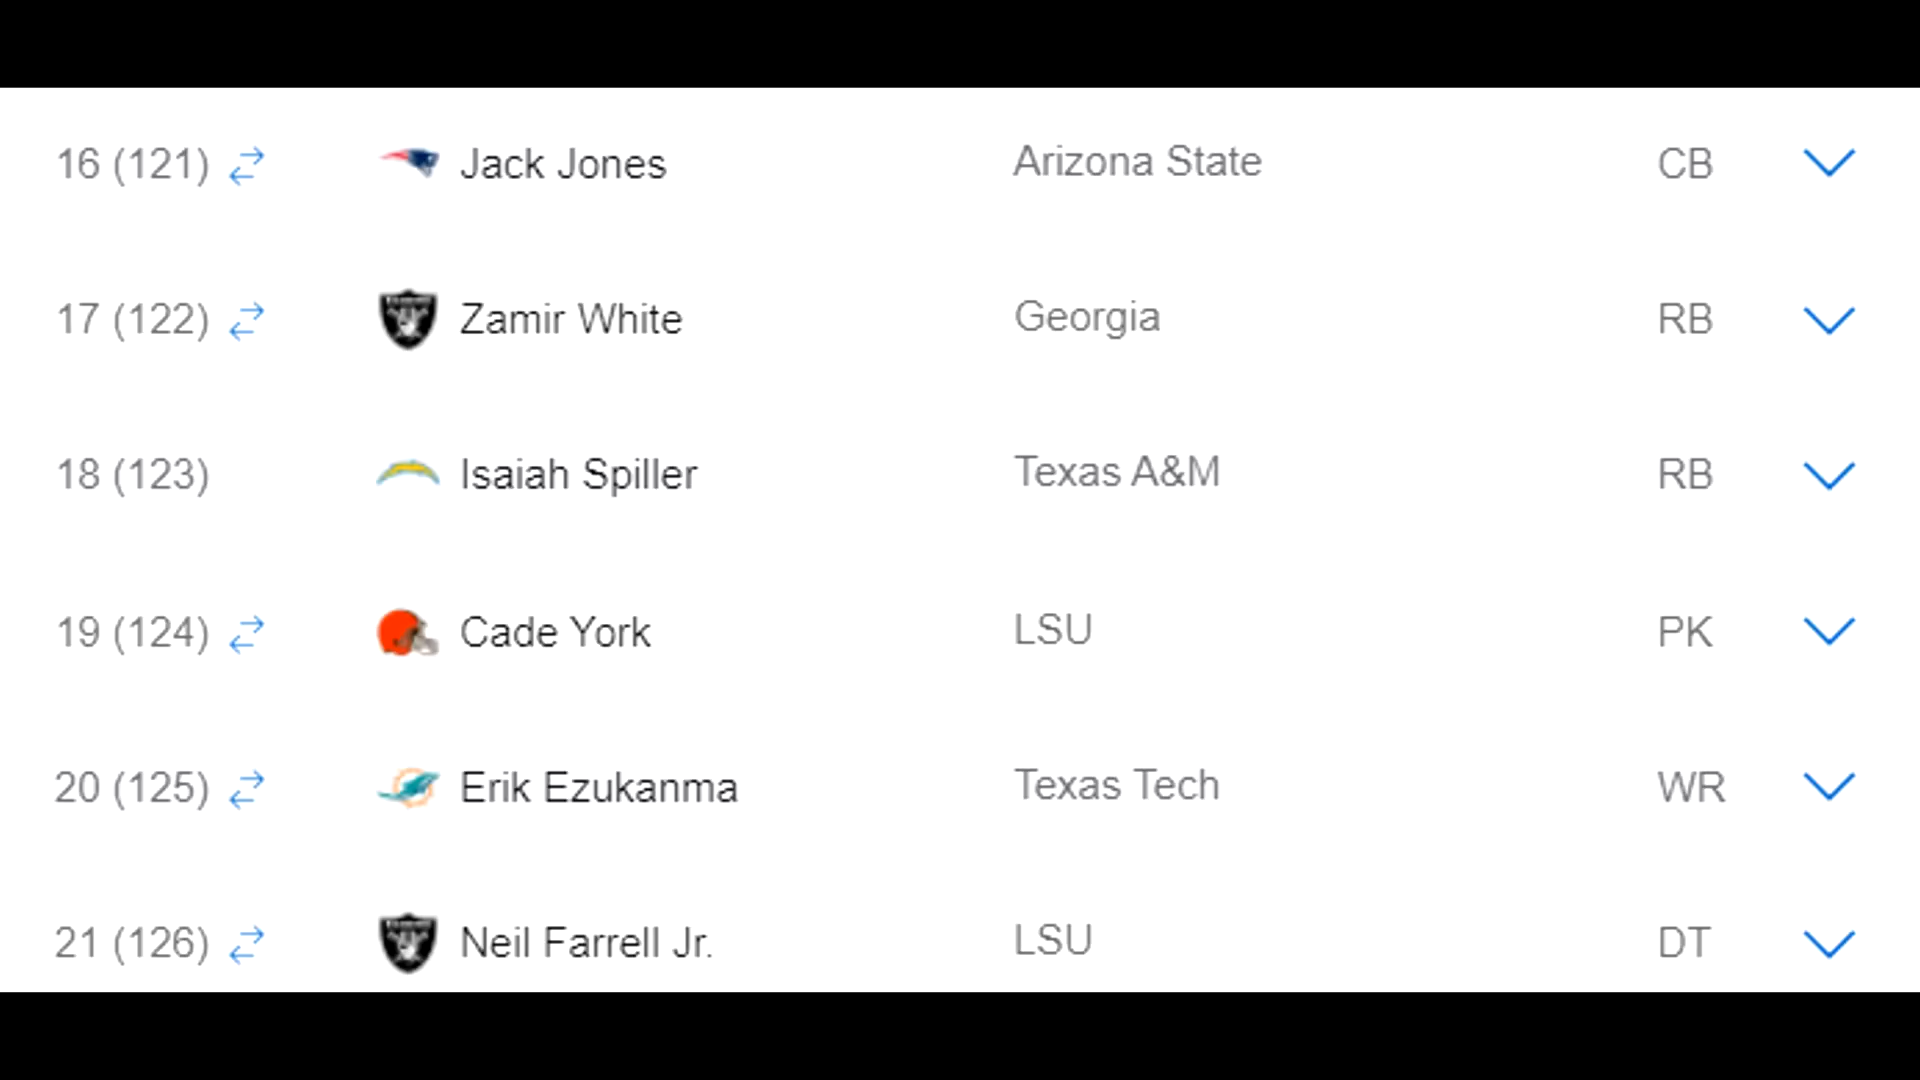 16 (121) Jack Jones Arizona State CB
17 (122) Zamir White Georgia RB
18 (123) Isaiah Spiller Texas A&M RB
19 (124) Cade York LSU PK
20 (125) Erik Ezukanma Texas Tech WR
21 (126) Neil Farrell Jr. LSU DT